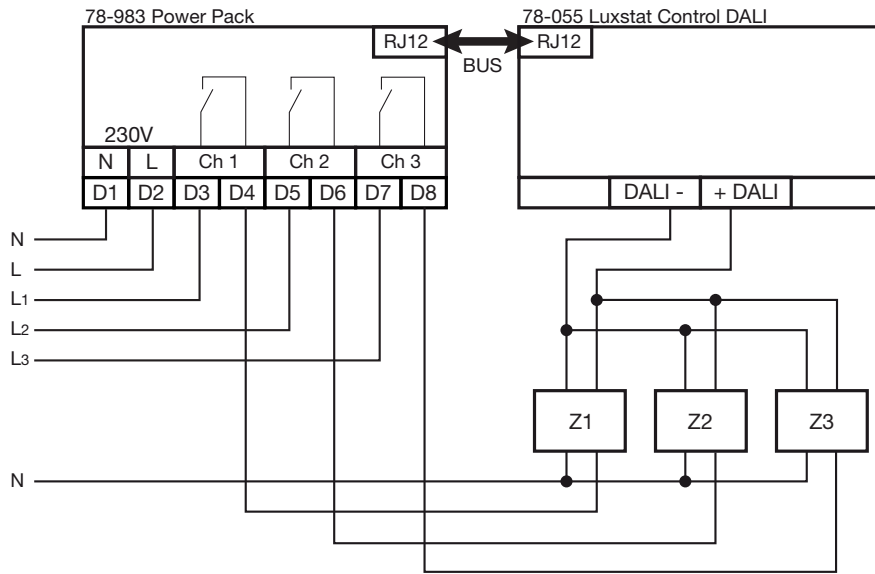 78-983 Power Pack
78-055 Luxstat Control DALI
RJ12
RJ12
BUS
230V
N L Ch 1 Ch 2 Ch 3
D1 D2 D3 D4 D5 D6 D7 D8
DALI - + DALI
N
L
L1
L2
L3
Z1 Z2 Z3
N